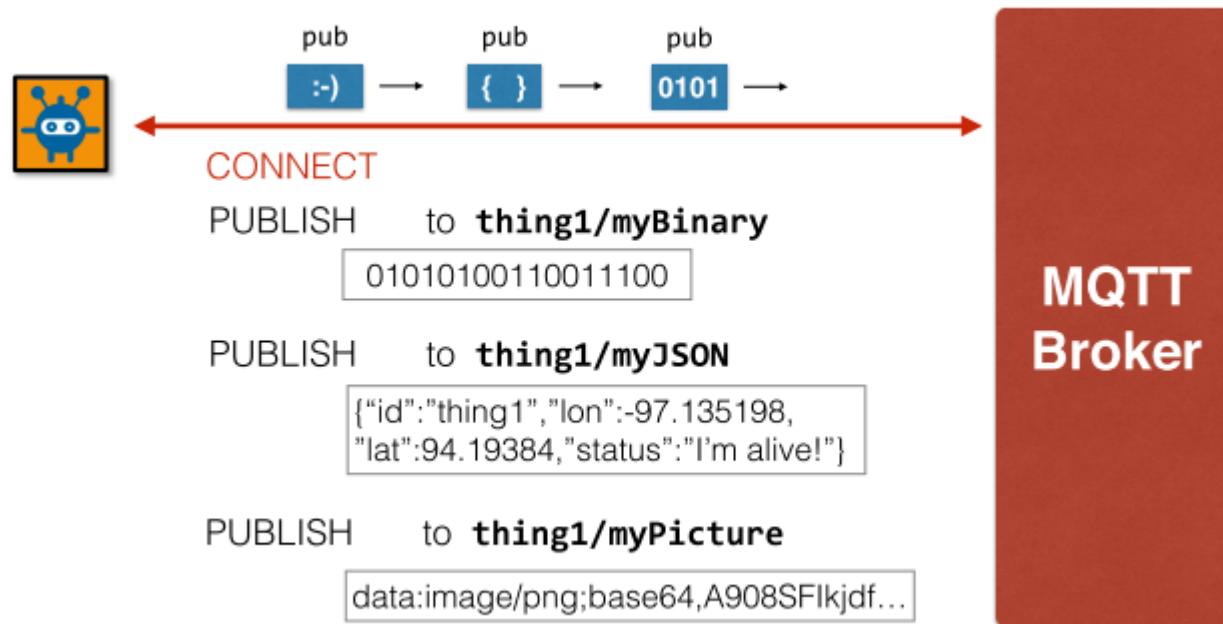 pub pub pub
:-) { } 0101
CONNECT
PUBLISH to thing1/myBinary
01010100110011100
PUBLISH to thing1/myJSON
{“id”:”thing1”,”lon”:-97.135198,
”lat”:94.19384,”status”:”I’m alive!”}
PUBLISH to thing1/myPicture
data:image/png;base64,A908SFIkjdf...
MQTT
Broker